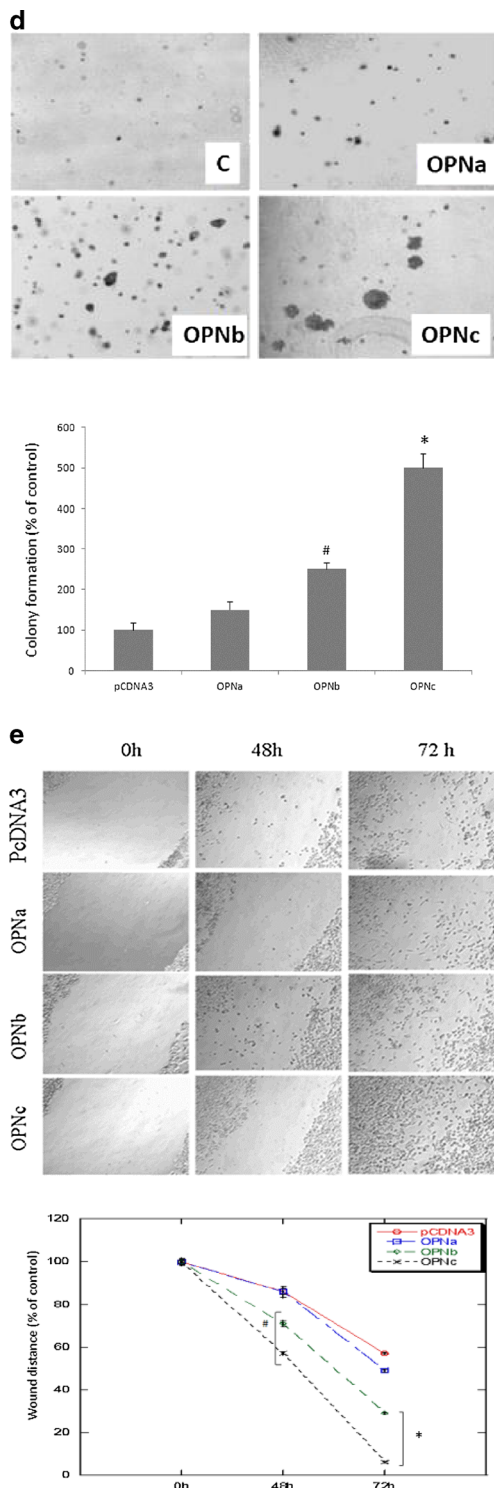 d
C
OPNa
OPNb
OPNc
Colony formation (% of control)
600
500
400
300
200
100
0
#
*
pCDNA3
OPNa
OPNb
OPNc
e
0h
48h
72 h
PcDNA3
OPNa
OPNb
OPNc
Wound distance (% of control)
120
100
80
60
40
20
0
pCDNA3
OPNa
OPNb
OPNc
#
*
0h
48h
72h